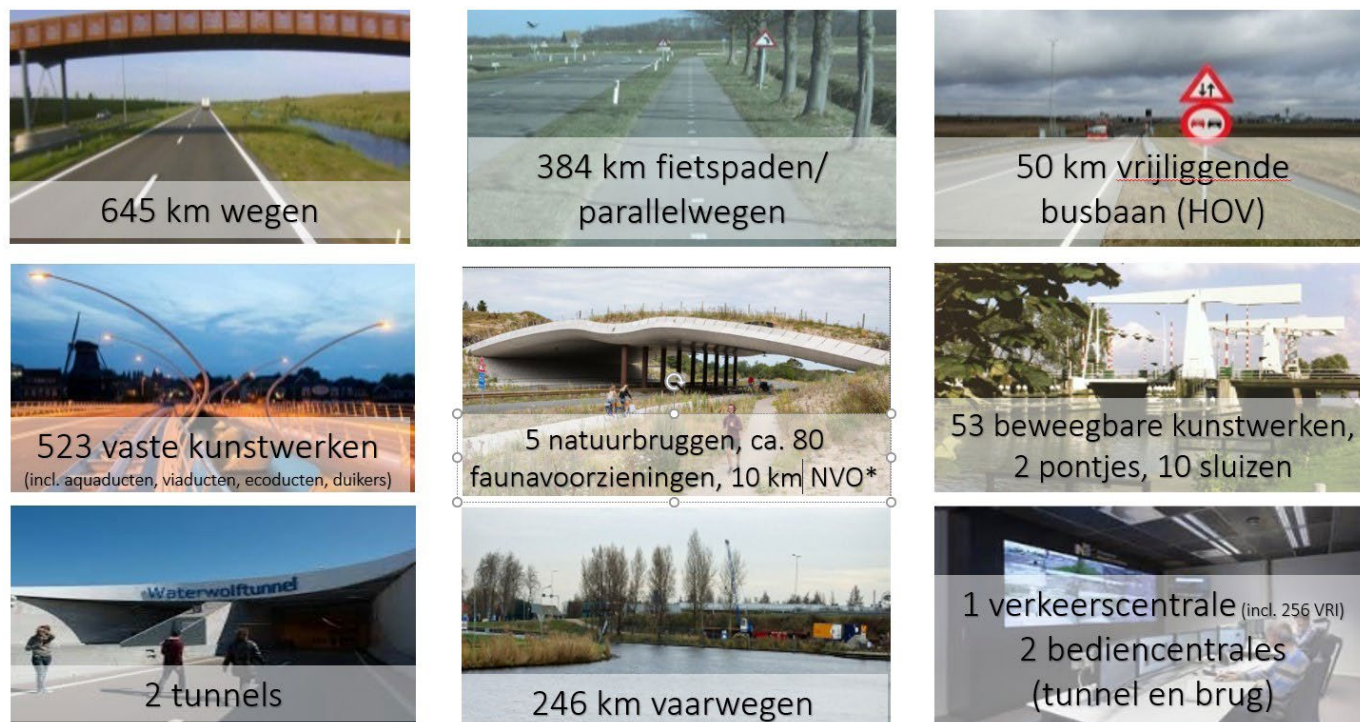 645 km wegen
384 km fietspaden/
parallelwegen
50 km vrijliggende
busbaan (HOV)
523 vaste kunstwerken
(incl. aquaducten, viaducten, ecoducten, duikers)
5 natuurbruggen, ca. 80
faunavoorzieningen, 10 km NVO*
53 beweegbare kunstwerken,
2 pontjes, 10 sluizen
Waterwolftunnel
2 tunnels
246 km vaarwegen
1 verkeerscentrale (incl. 256 VRI)
2 bediencentrales
(tunnel en brug)